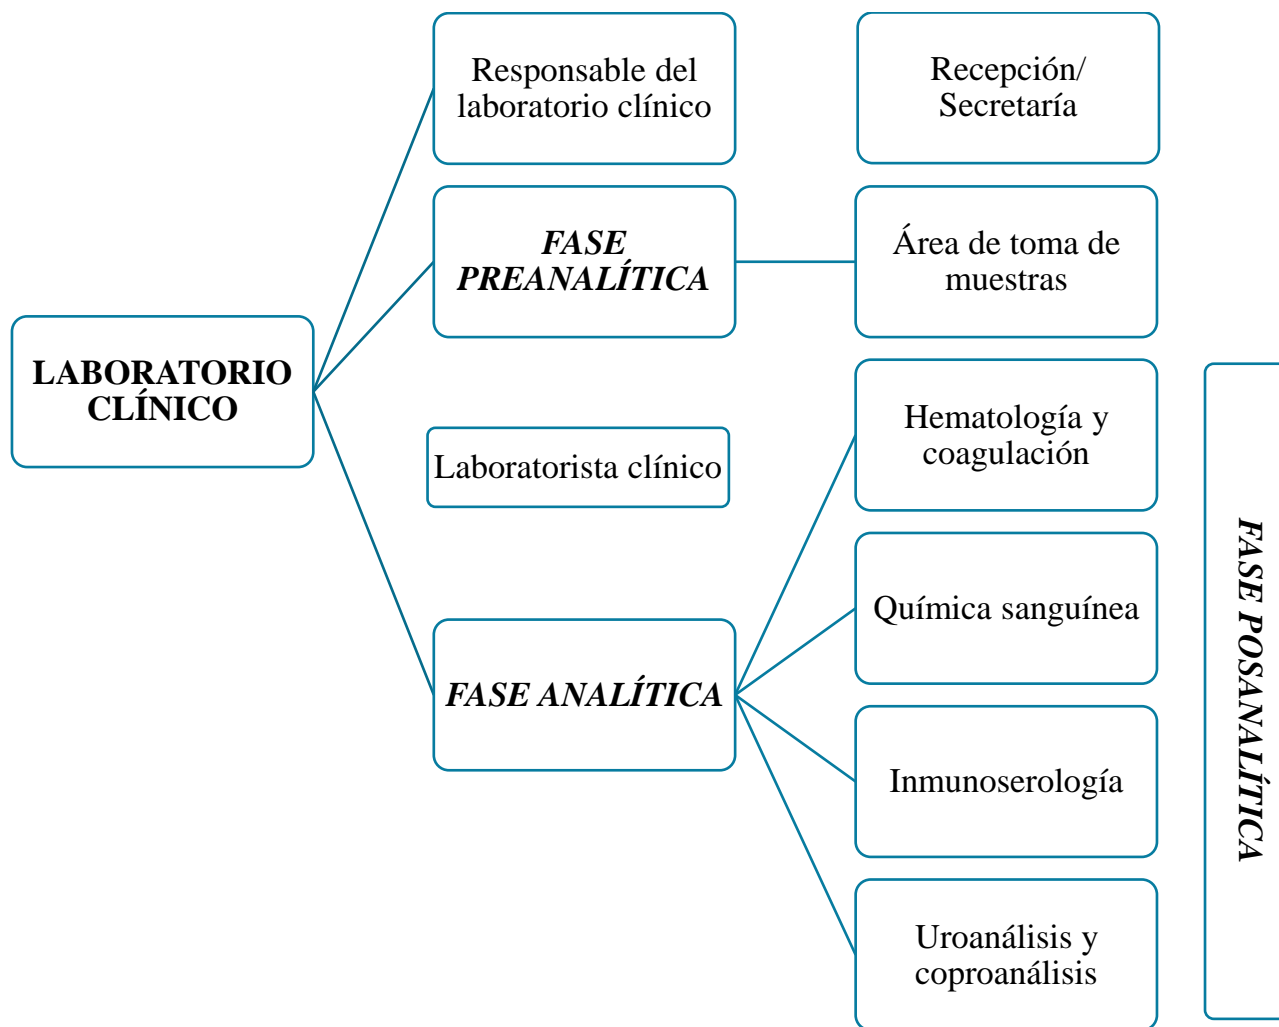 Responsable del
laboratorio clínico
Recepción/
Secretaría
FASE
PREANALÍTICA
Área de toma de
muestras
LABORATORIO
CLÍNICO
Laboratorista clínico
Hematología y
coagulación
Química sanguínea
FASE ANALÍTICA
Inmunoserología
Uroanálisis y
coproanálisis
FASE POSANALÍTICA